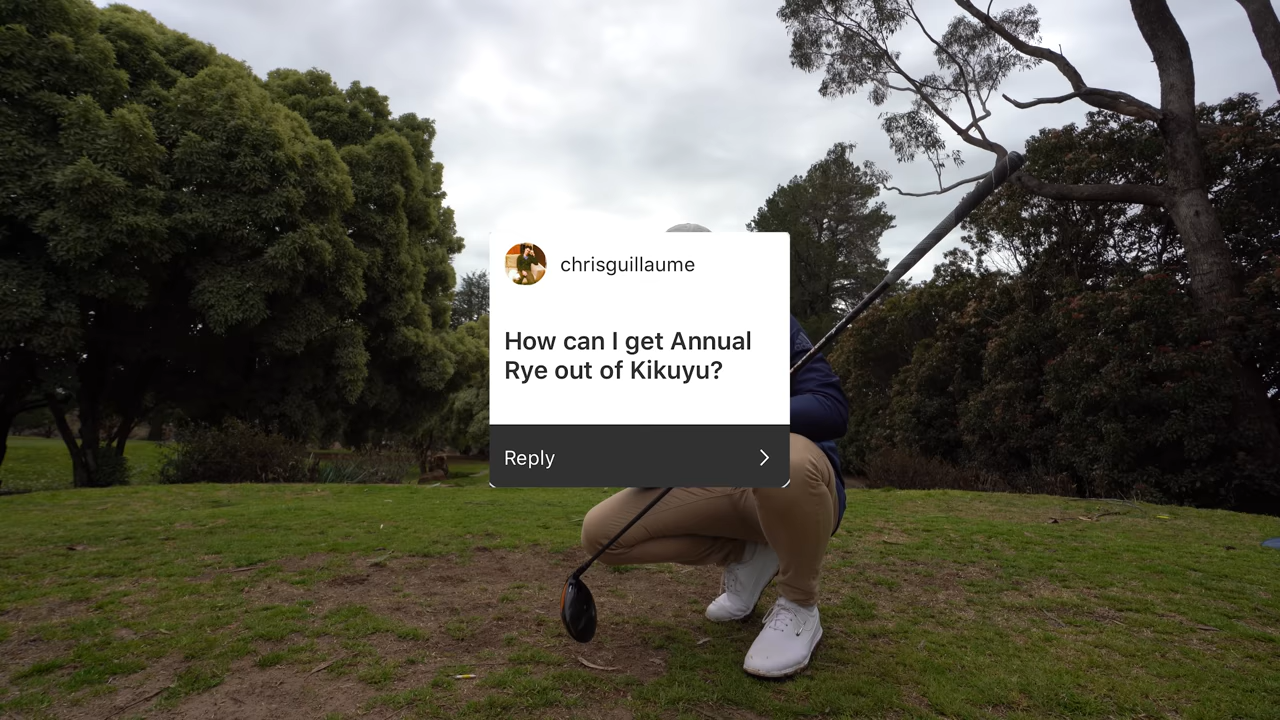 chrisguillaume
How can I get Annual
Rye out of Kikuyu?
Reply